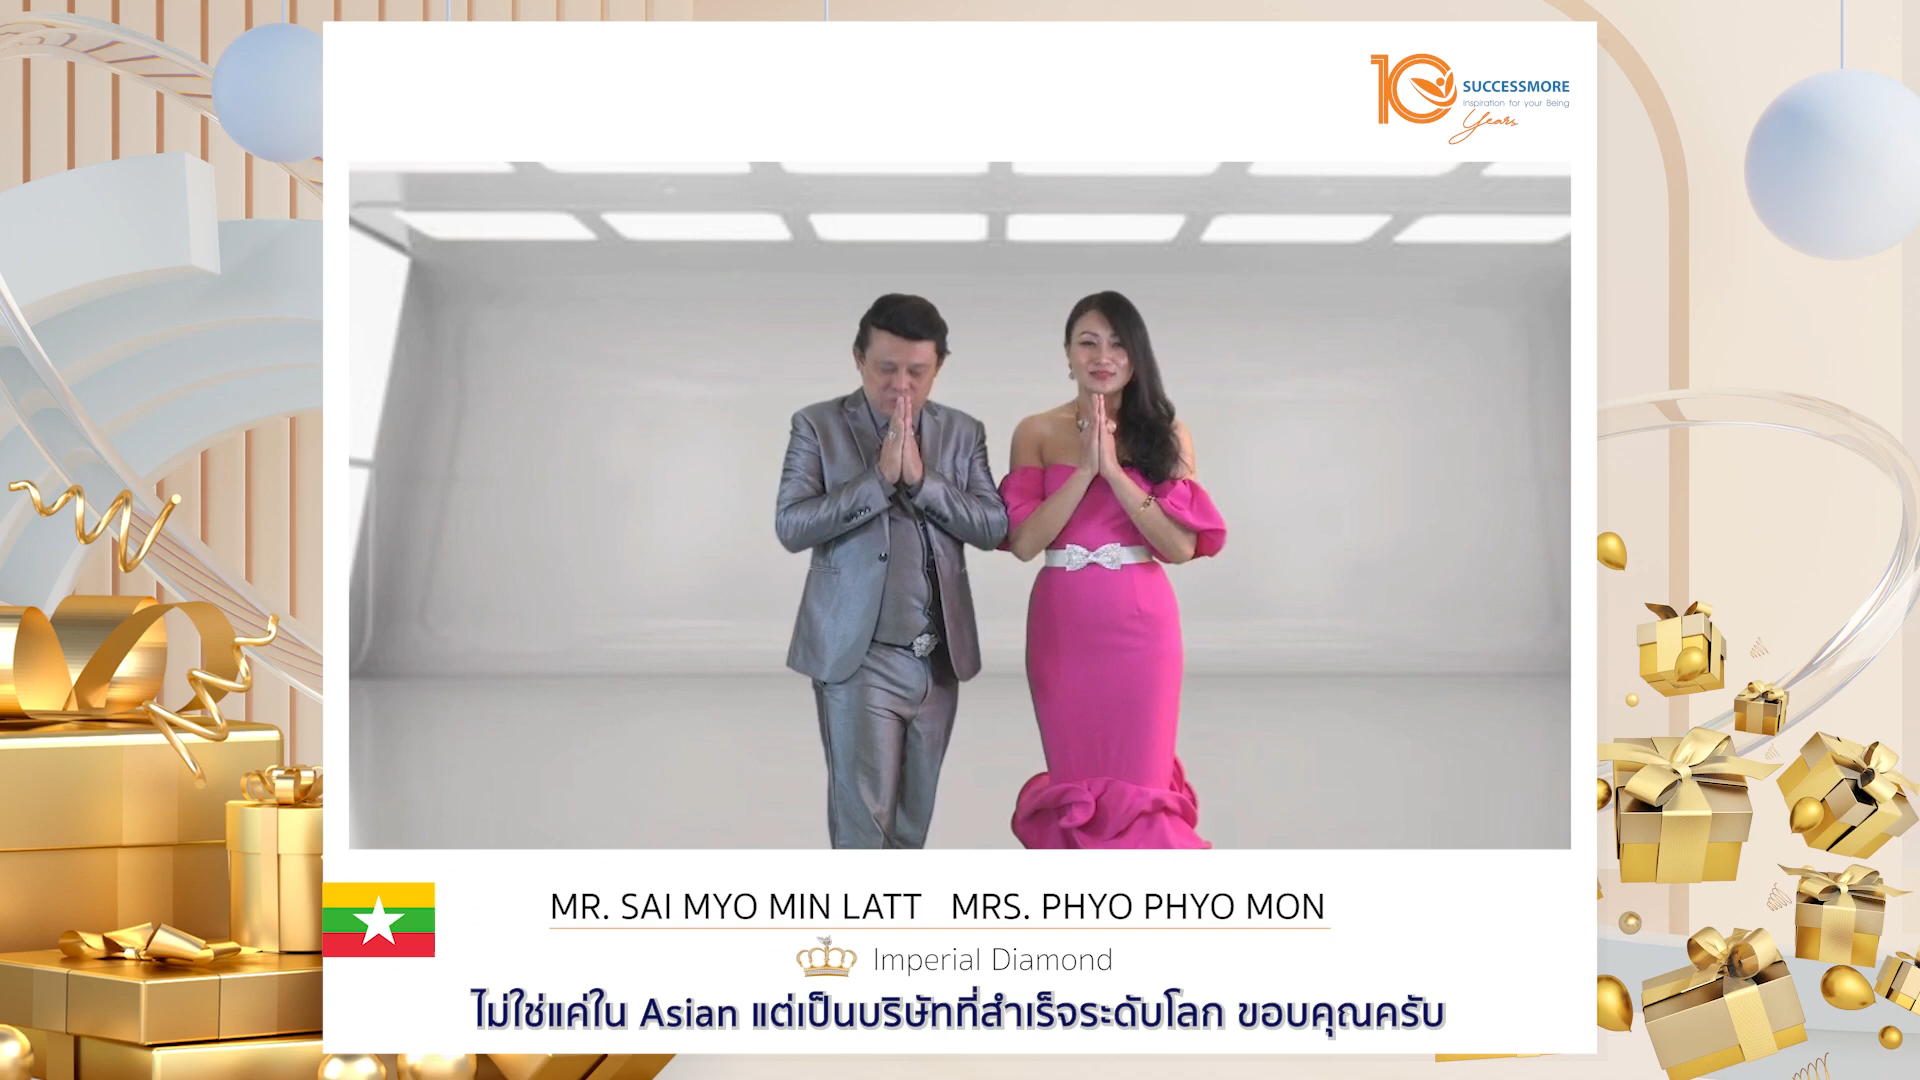 10 SUCCESSMORE
Inspiration for your Being
Years
MR. SAI MYO MIN LATT MRS. PHYO PHYO MON
Imperial Diamond
ไม่ใช่แค่ใน Asian แต่เป็นบริษัทที่สำเร็จระดับโลก ขอบคุณครับ